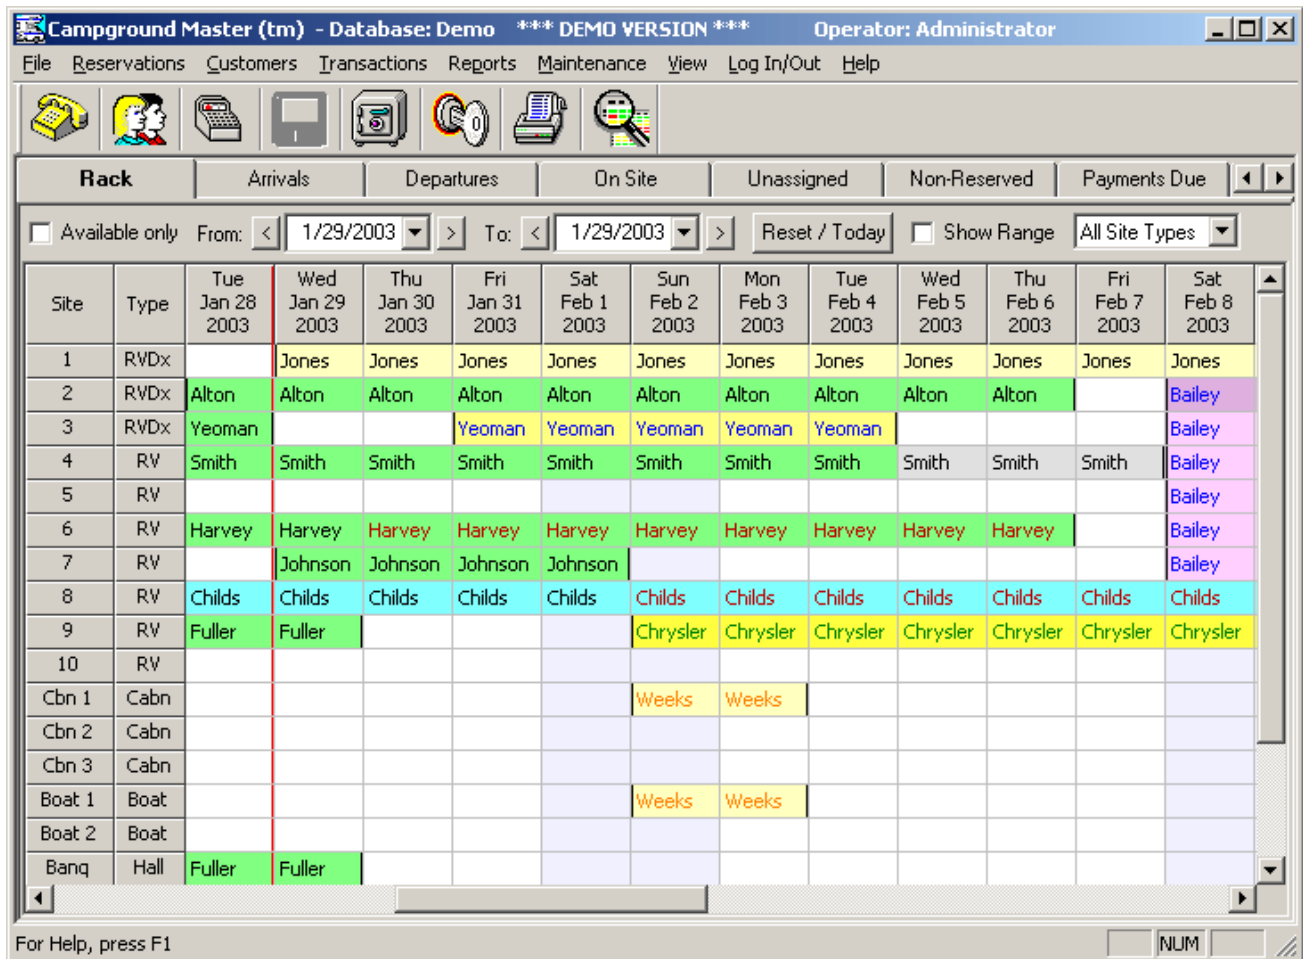 Campground Master (tm) - Database: Demo *** DEMO VERSION *** Operator: Administrator
File Reservations Customers Transactions Reports Maintenance View Log In/Out Help
Rack Arrivals Departures On Site Unassigned Non-Reserved Payments Due
Available only From: < 1/29/2003 > To: < 1/29/2003 > Reset / Today Show Range All Site Types
Site Type Tue Jan 28 2003 Wed Jan 29 2003 Thu Jan 30 2003 Fri Jan 31 2003 Sat Feb 1 2003 Sun Feb 2 2003 Mon Feb 3 2003 Tue Feb 4 2003 Wed Feb 5 2003 Thu Feb 6 2003 Fri Feb 7 2003 Sat Feb 8 2003
1 RVDx Jones Jones Jones Jones Jones Jones Jones Jones Jones Jones Jones
2 RVDx Alton Alton Alton Alton Alton Alton Alton Alton Alton Alton Bailey
3 RVDx Yeoman Yeoman Yeoman Yeoman Yeoman Yeoman Bailey
4 RV Smith Smith Smith Smith Smith Smith Smith Smith Smith Smith Smith Bailey
5 RV Bailey
6 RV Harvey Harvey Harvey Harvey Harvey Harvey Harvey Harvey Harvey Harvey Bailey
7 RV Johnson Johnson Johnson Johnson Bailey
8 RV Childs Childs Childs Childs Childs Childs Childs Childs Childs Childs Childs Childs
9 RV Fuller Fuller Chrysler Chrysler Chrysler Chrysler Chrysler Chrysler Chrysler
10 RV
Cbn 1 Cabn Weeks Weeks
Cbn 2 Cabn
Cbn 3 Cabn
Boat 1 Boat Weeks Weeks
Boat 2 Boat
Banq Hall Fuller Fuller
For Help, press F1 NUM